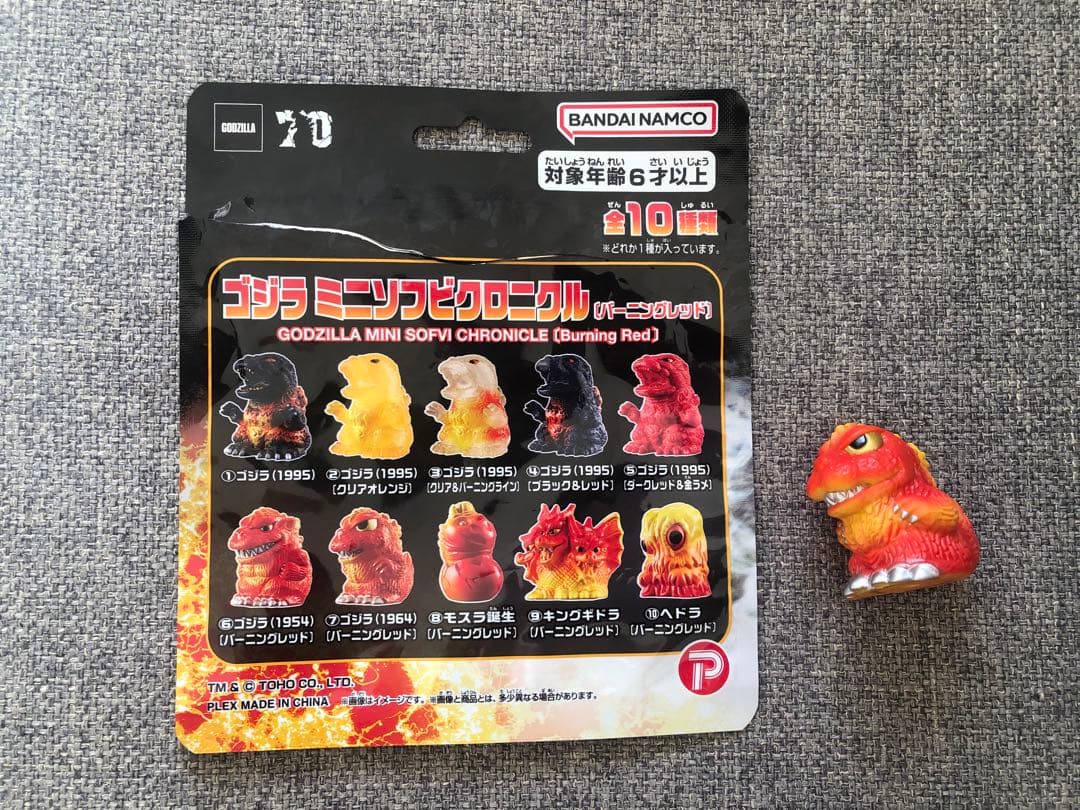 GODZILLA 70
BANDAI NAMCO
たいしょうねんれい さいいじょう
対象年齢6才以上
ぜん しゅるい
全10種類
※どれか1種が入っています。
ゴジラ ミニソフビクロニクル〔バーニングレッド〕
GODZILLA MINI SOFVI CHRONICLE〔Burning Red〕
①ゴジラ(1995)
②ゴジラ(1995)
[クリアオレンジ]
③ゴジラ(1995)
[クリア&バーニングライン]
④ゴジラ(1995)
[ブラック&レッド]
⑤ゴジラ(1995)
[ダークレッド&金ラメ]
⑥ゴジラ(1954)
[バーニングレッド]
⑦ゴジラ(1964)
[バーニングレッド]
たんじょう
⑧モスラ誕生
[バーニングレッド]
⑨キングギドラ
[バーニングレッド]
⑩ヘドラ
[バーニングレッド]
P
TM & © TOHO CO., LTD.
PLEX MADE IN CHINA ※画像はイメージです。※画像と商品とは、多少異なる場合があります。